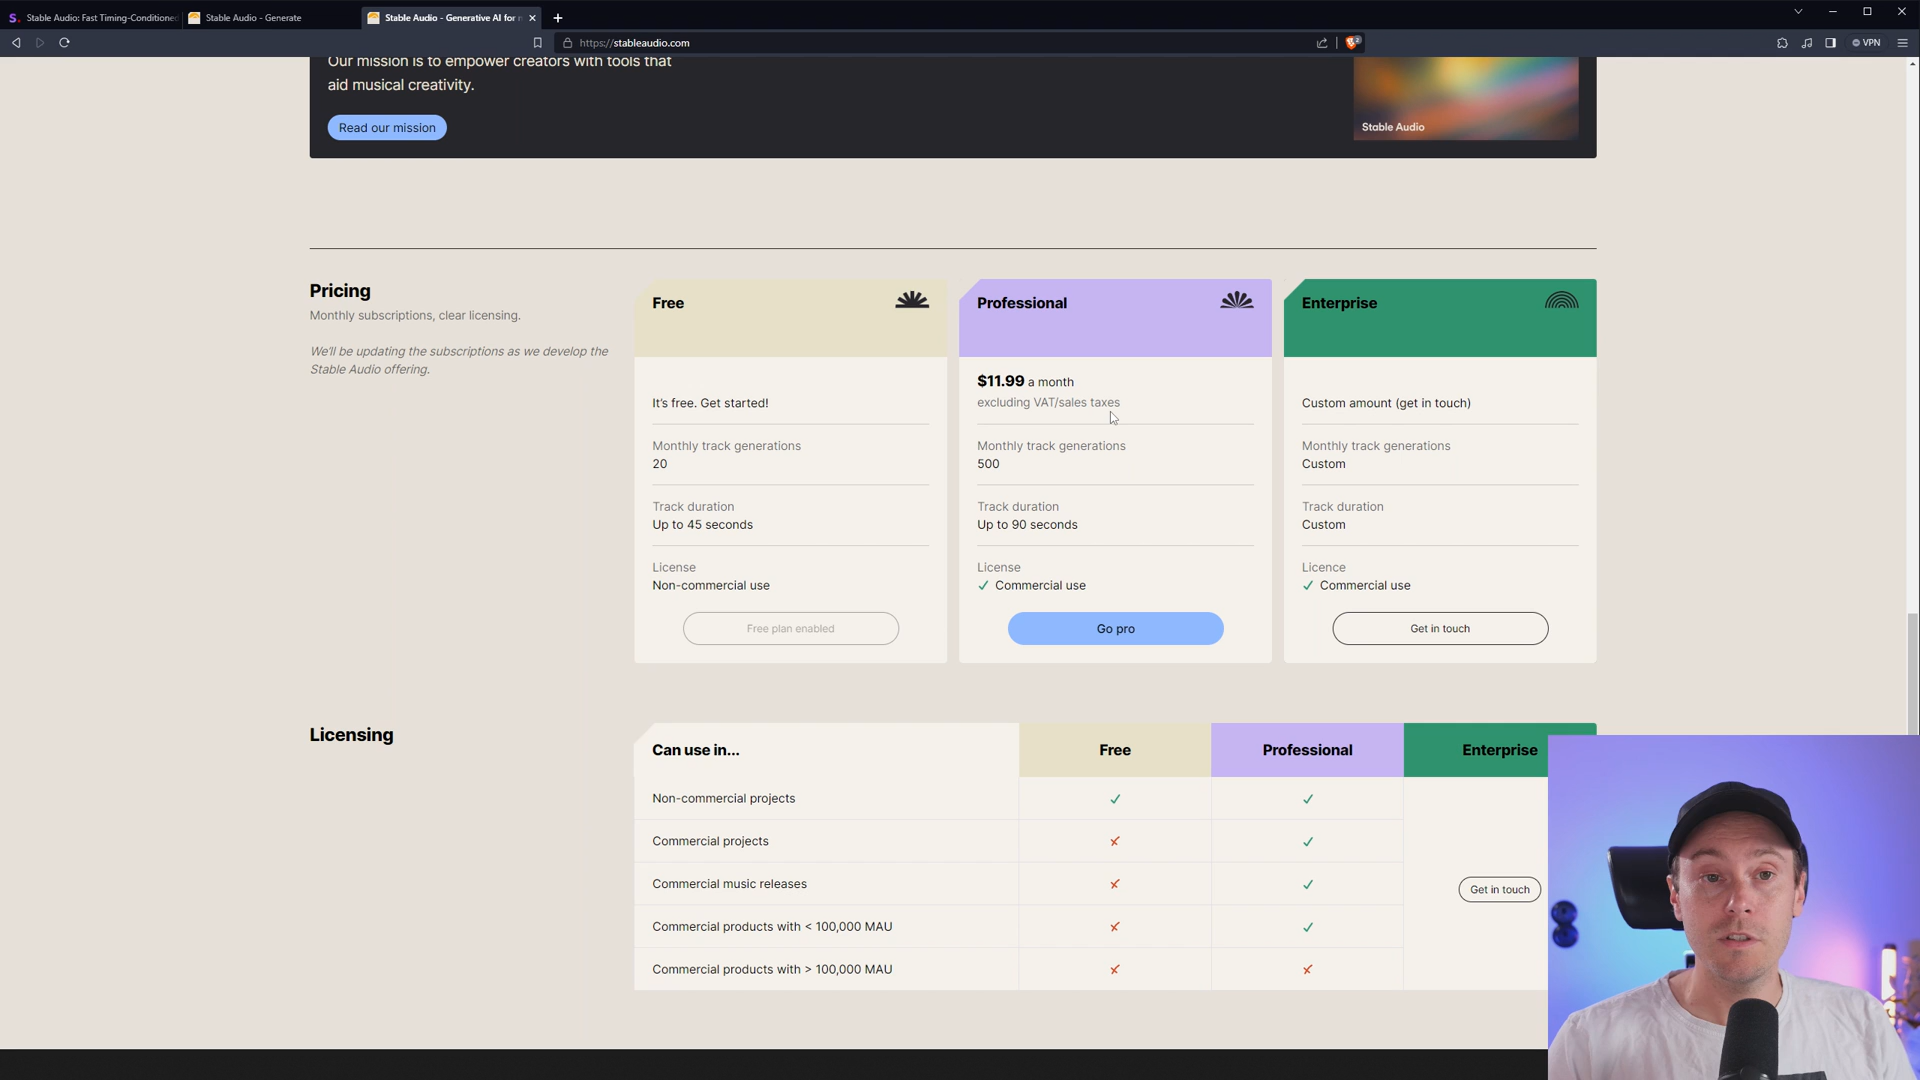 Stable Audio: Fast Timing-Conditioned
Stable Audio - Generate
Stable Audio - Generative AI for
https://stableaudio.com
2
VPN
Our mission is to empower creators with tools that
aid musical creativity.
Read our mission
Stable Audio
Pricing
Monthly subscriptions, clear licensing.
We'll be updating the subscriptions as we develop the
Stable Audio offering.
Free
It's free. Get started!
Monthly track generations
20
Track duration
Up to 45 seconds
License
Non-commercial use
Free plan enabled
Professional
$11.99 a month
excluding VAT/sales taxes
Monthly track generations
500
Track duration
Up to 90 seconds
License
✓ Commercial use
Go pro
Enterprise
Custom amount (get in touch)
Monthly track generations
Custom
Track duration
Custom
Licence
✓ Commercial use
Get in touch
Licensing
Can use in... Free Professional Enterprise
Non-commercial projects ✓ ✓
Commercial projects ✗ ✓
Commercial music releases ✗ ✓
Commercial products with < 100,000 MAU ✗ ✓
Commercial products with > 100,000 MAU ✗ ✗
Get in touch